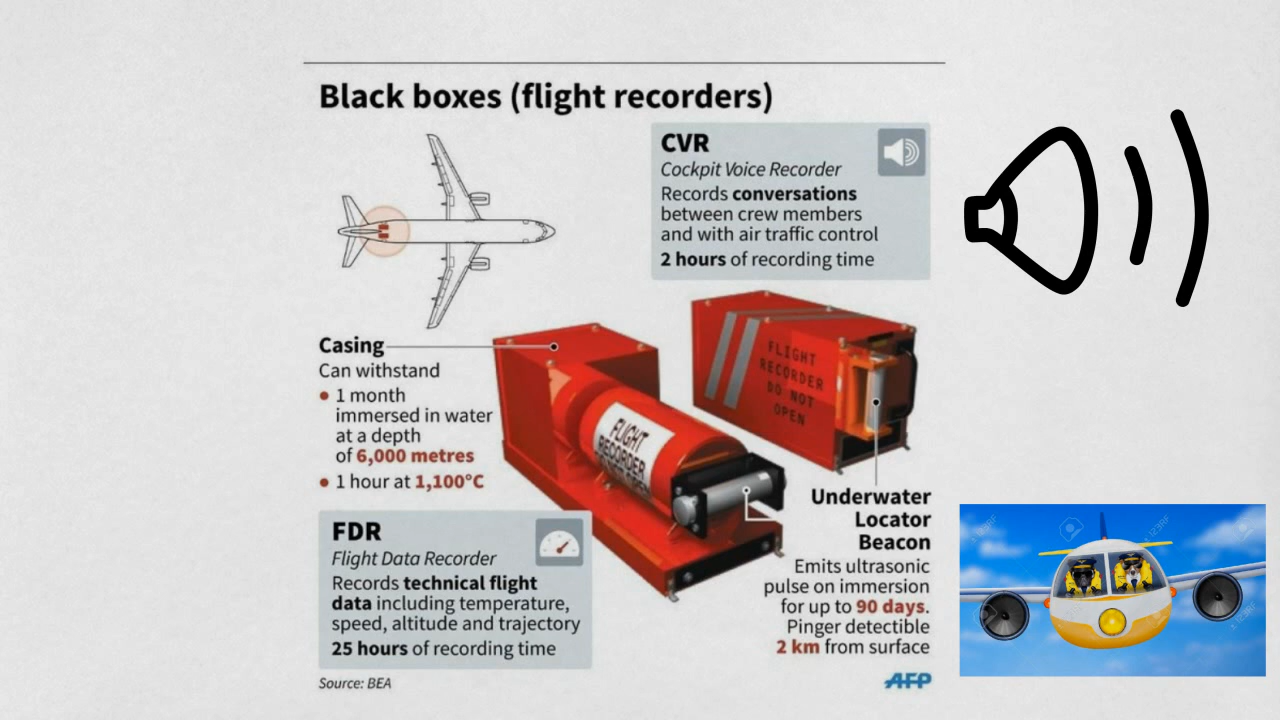 Black boxes (flight recorders)
CVR
Cockpit Voice Recorder
Records conversations
between crew members
and with air traffic control
2 hours of recording time
Casing
Can withstand
• 1 month
immersed in water
at a depth
of 6,000 metres
• 1 hour at 1,100°C
FLIGHT
RECORDER
DO NOT
OPEN
FLIGHT
RECORDER
Underwater
Locator
Beacon
Emits ultrasonic
pulse on immersion
for up to 90 days.
Pinger detectible
2 km from surface
FDR
Flight Data Recorder
Records technical flight
data including temperature,
speed, altitude and trajectory
25 hours of recording time
Source: BEA
AFP
123RF
123RF